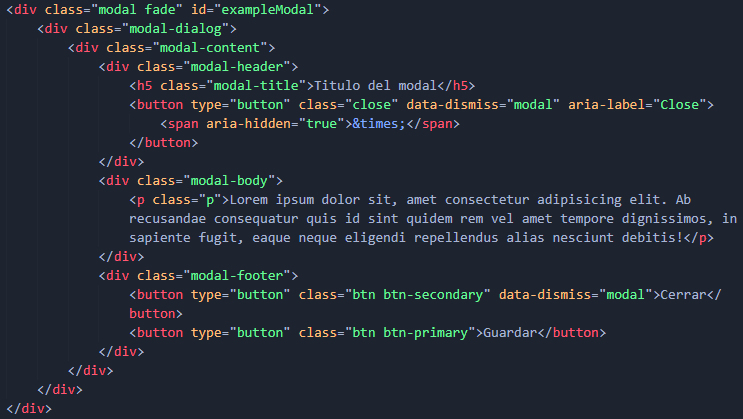 <div class="modal fade" id="exampleModal">
<div class="modal-dialog">
<div class="modal-content">
<div class="modal-header">
<h5 class="modal-title">Titulo del modal</h5>
<button type="button" class="close" data-dismiss="modal" aria-label="Close">
<span aria-hidden="true">&times;</span>
</button>
</div>
<div class="modal-body">
<p class="p">Lorem ipsum dolor sit, amet consectetur adipisicing elit. Ab
recusandae consequatur quis id sint quidem rem vel amet tempore dignissimos, in
sapiente fugit, eaque neque eligendi repellendus alias nesciunt debitis!</p>
</div>
<div class="modal-footer">
<button type="button" class="btn btn-secondary" data-dismiss="modal">Cerrar</
button>
<button type="button" class="btn btn-primary">Guardar</button>
</div>
</div>
</div>
</div>